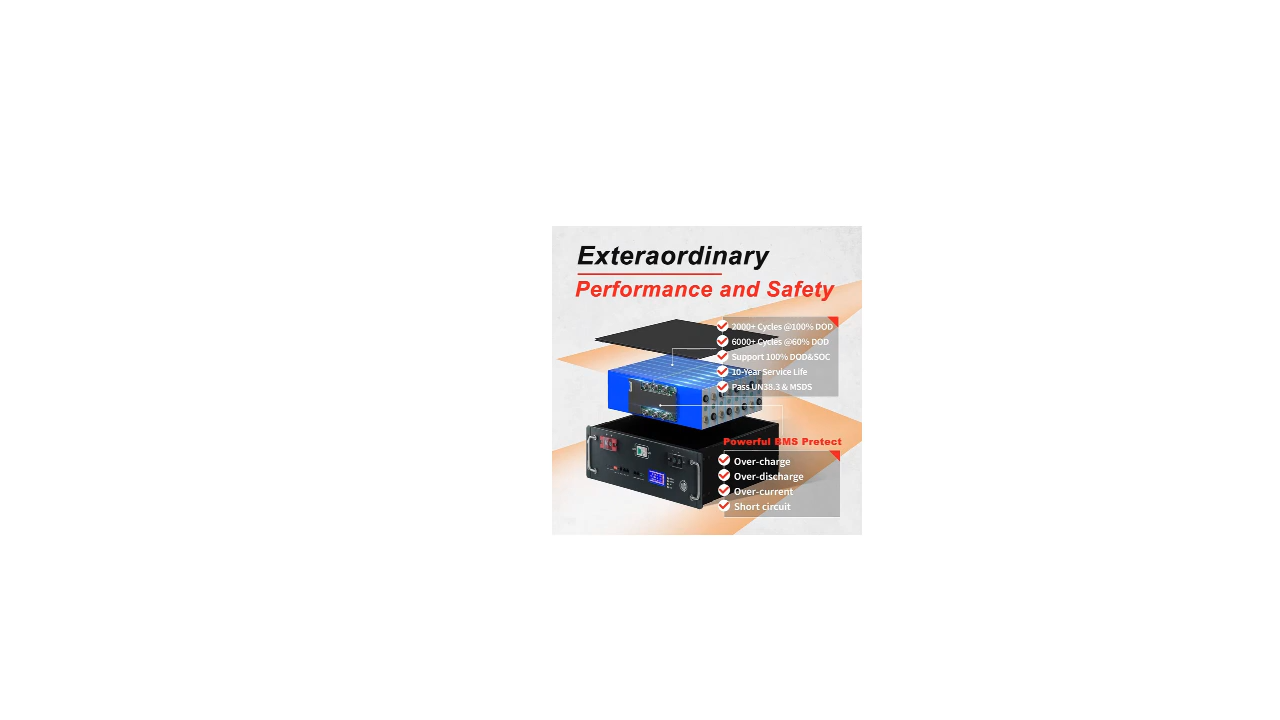 Exteraordinary
Performance and Safety
2000+ Cycles @100% DOD
6000+ Cycles @60% DOD
Support 100% DOD&SOC
10-Year Service Life
Pass UN38.3 & MSDS
Powerful BMS Pretect
Over-charge
Over-discharge
Over-current
Short circuit